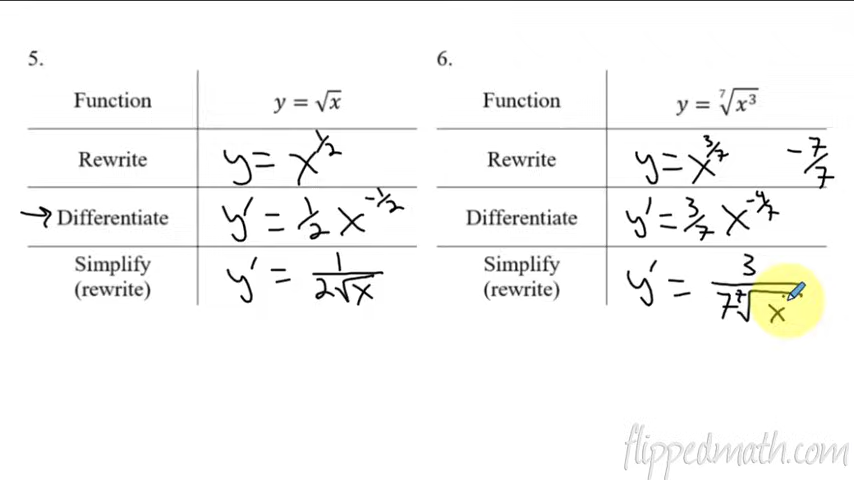 5.
Function y = √x
Rewrite y = x^{1/2}
→ Differentiate y' = 1/2 x^{-1/2}
Simplify (rewrite) y' = 1/(2√x)
6.
Function y = ⁷√x³
Rewrite y = x^{3/7} -7/7
Differentiate y' = 3/7 x^{-4/7}
Simplify (rewrite) y' = 3/(7 ⁷√x)
flippedmath.com